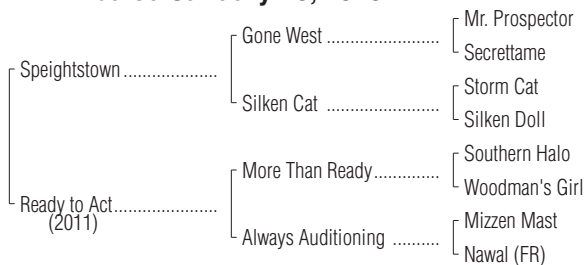 Mr. Prospector
Gone West
Secrettame
Speightstown
Storm Cat
Silken Cat
Silken Doll
Southern Halo
More Than Ready
Woodman's Girl
Ready to Act
(2011)
Mizzen Mast
Always Auditioning
Nawal (FR)